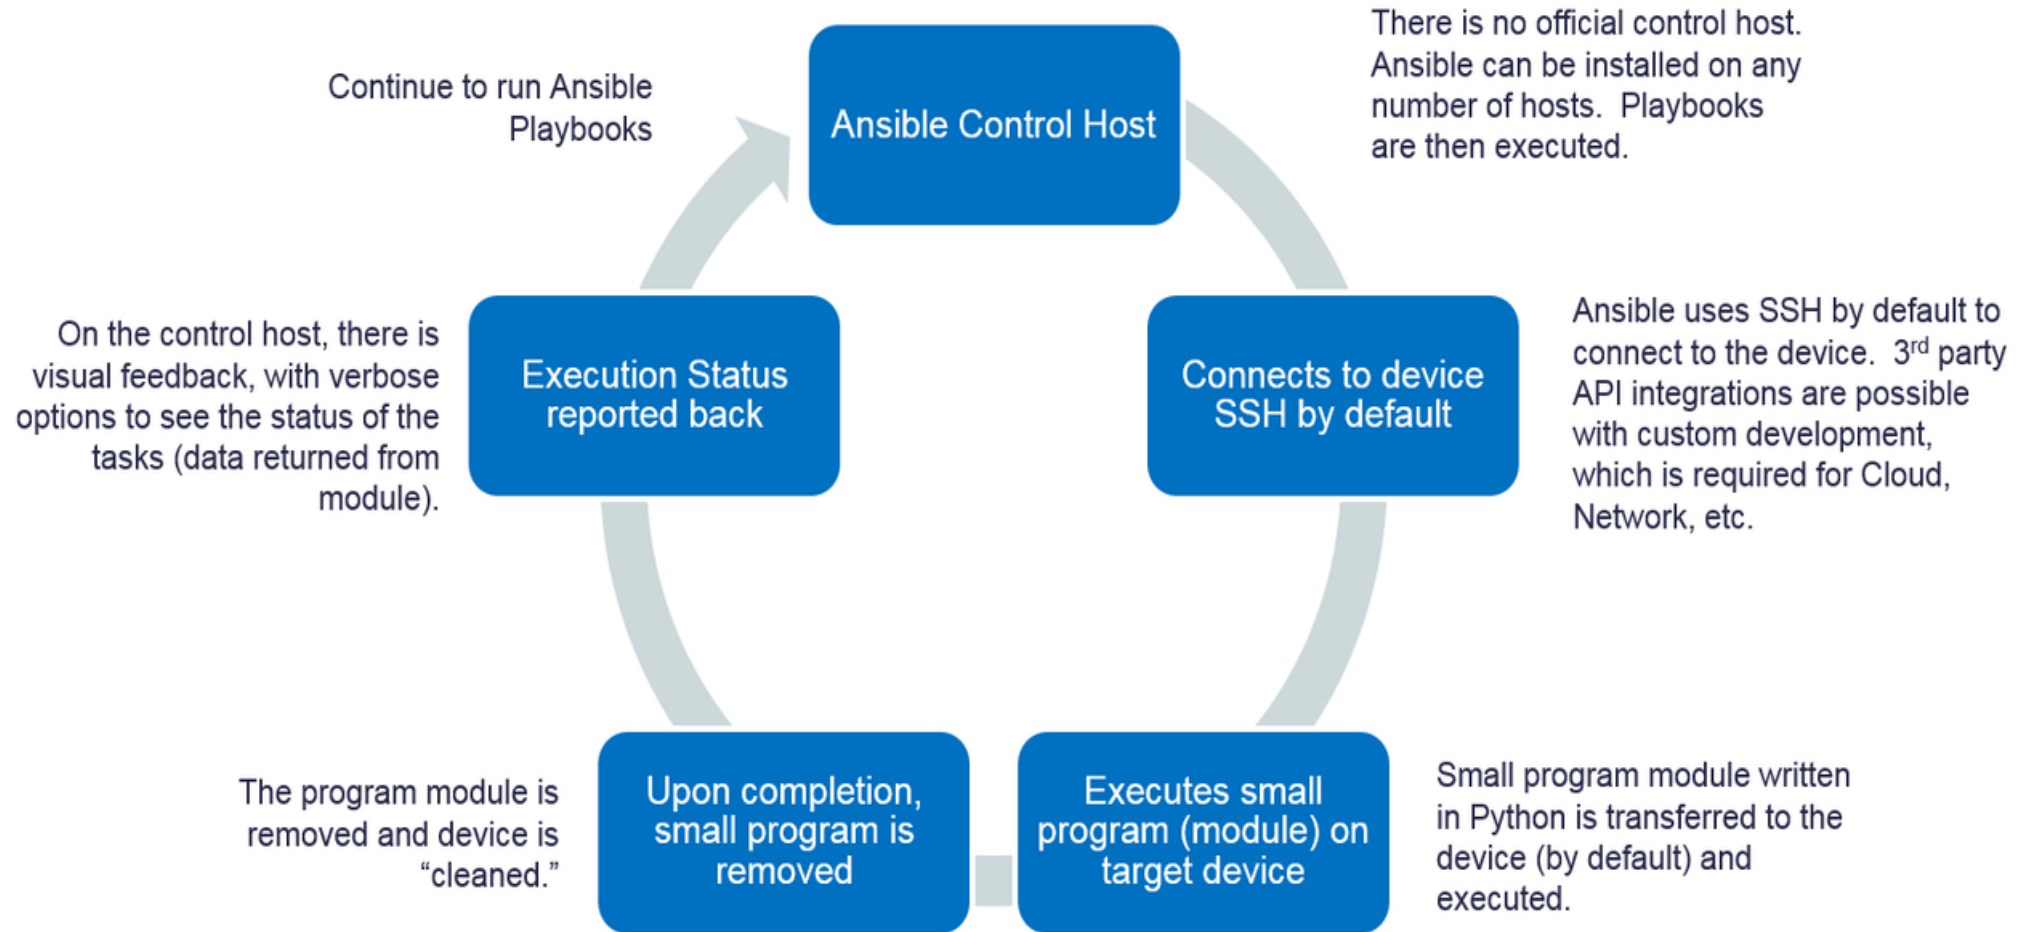 There is no official control host.
Ansible can be installed on any
number of hosts.  Playbooks
are then executed.
Continue to run Ansible
Playbooks
Ansible Control Host
Connects to device
SSH by default
Ansible uses SSH by default to
connect to the device.  3rd party
API integrations are possible
with custom development,
which is required for Cloud,
Network, etc.
Executes small
program (module) on
target device
Small program module written
in Python is transferred to the
device (by default) and
executed.
Upon completion,
small program is
removed
The program module is
removed and device is
“cleaned.”
Execution Status
reported back
On the control host, there is
visual feedback, with verbose
options to see the status of the
tasks (data returned from
module).